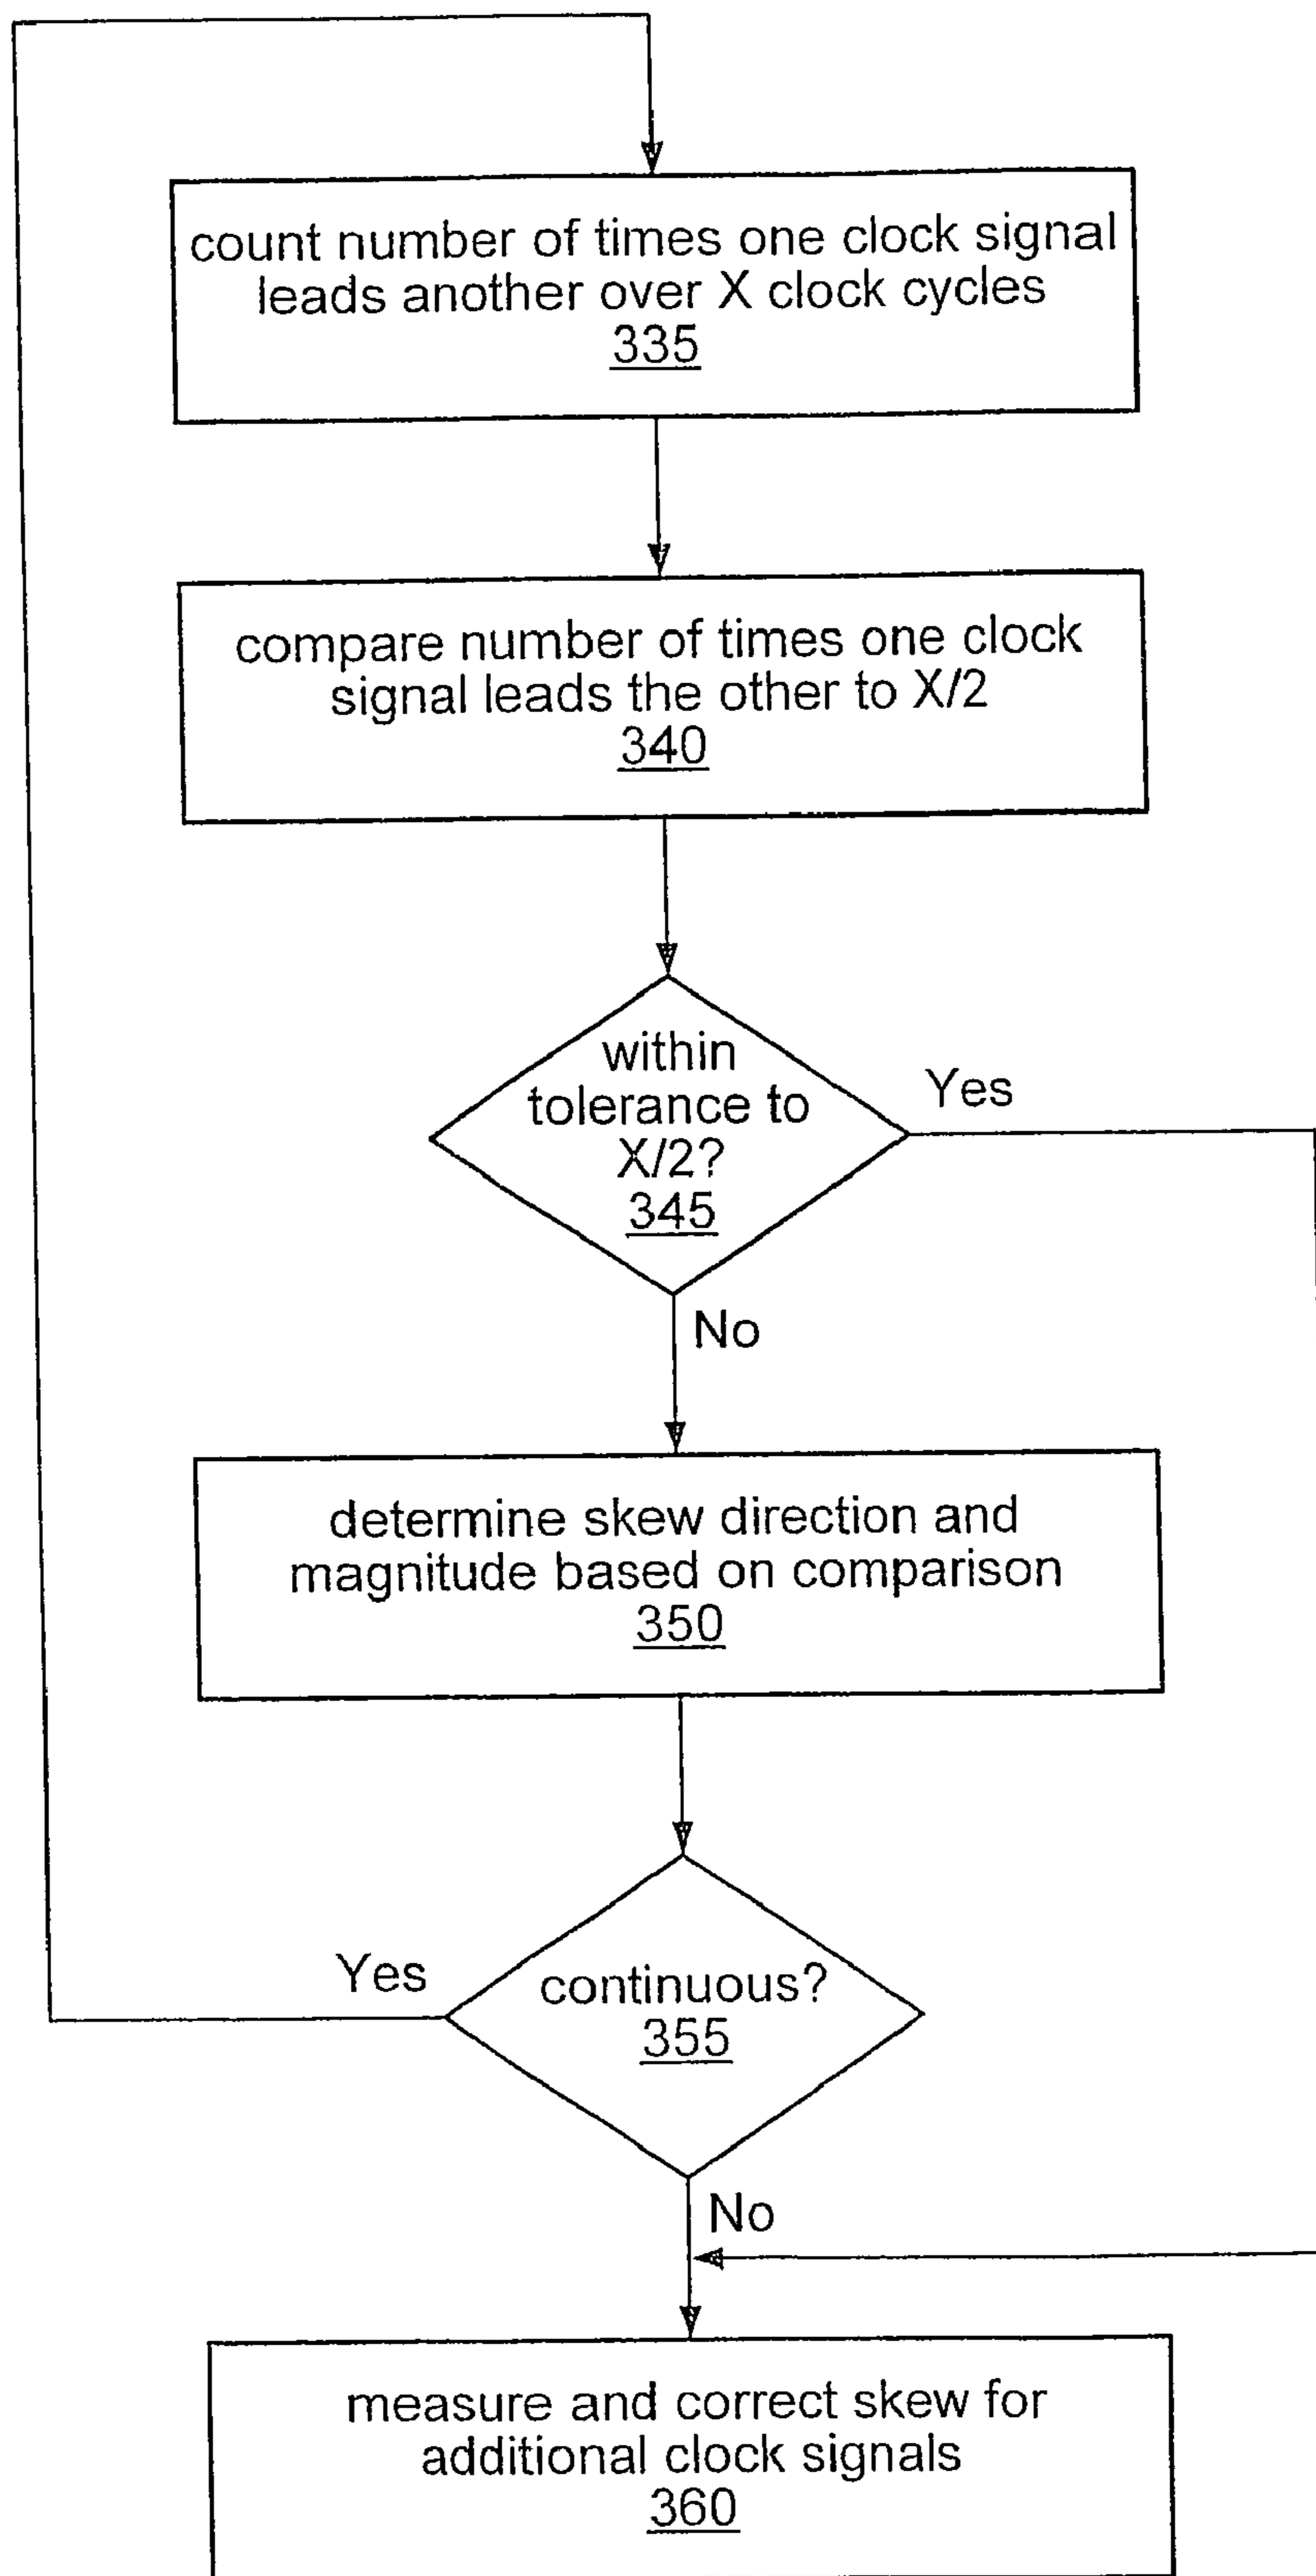 count number of times one clock signal
leads another over X clock cycles
335
compare number of times one clock
signal leads the other to X/2
340
within
tolerance to
X/2?
345
Yes
No
determine skew direction and
magnitude based on comparison
350
Yes
continuous?
355
No
measure and correct skew for
additional clock signals
360